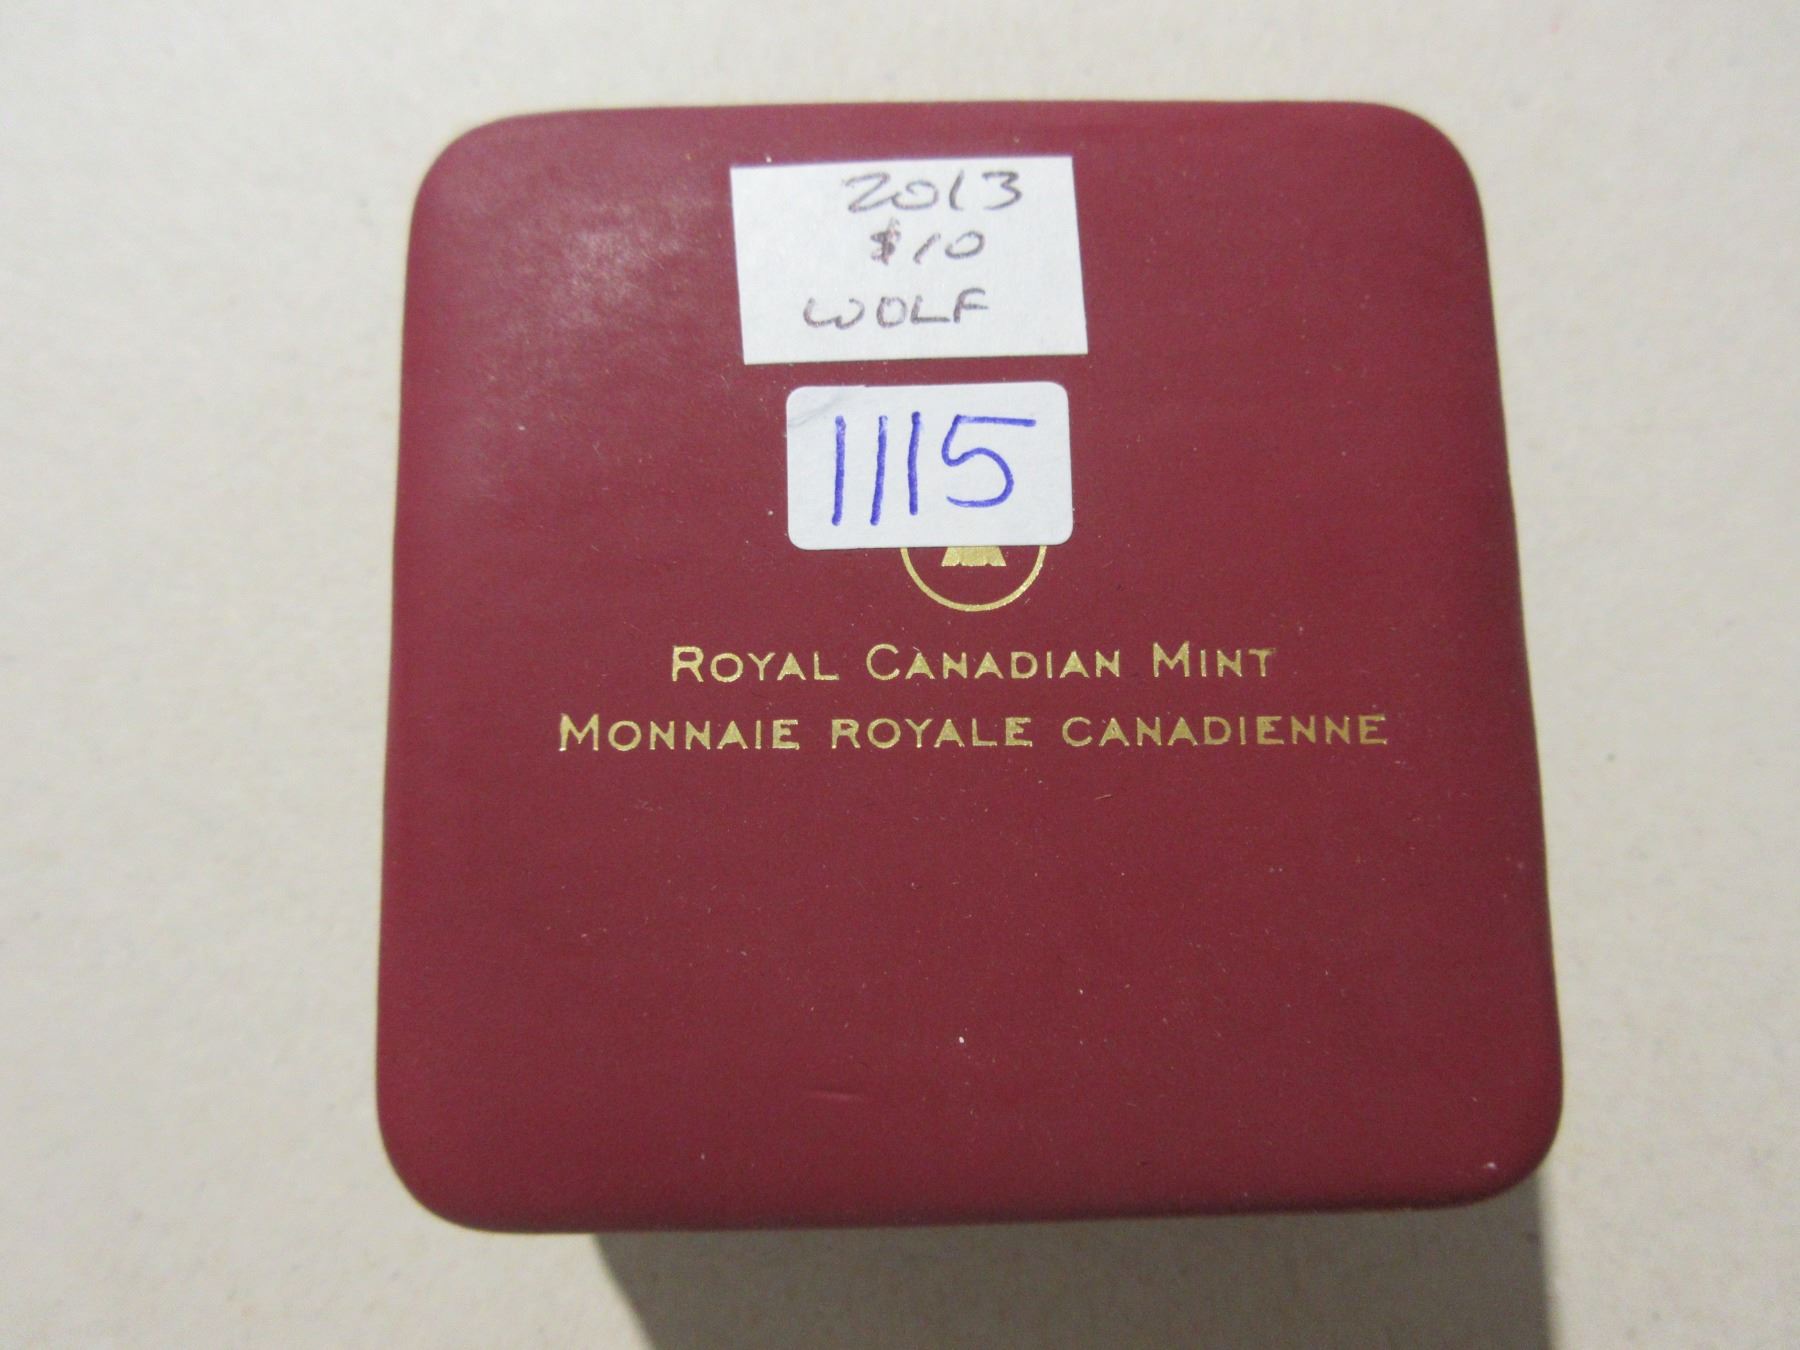 2013
$10
WOLF
1115
ROYAL CANADIAN MINT
MONNAIE ROYALE CANADIENNE